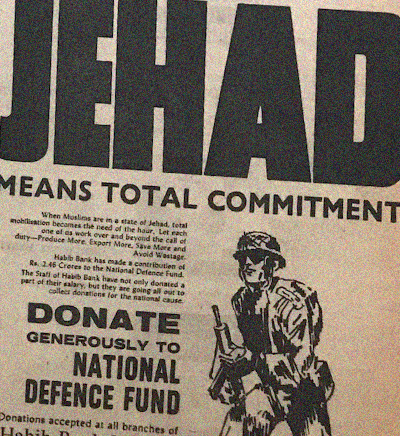 JEHAD
MEANS TOTAL COMMITMENT
When Muslims are in a state of Jehad, total
mobilisation becomes the need of the hour. Let each
one of us work over and beyond the call of
duty—Produce More, Export More, Save More and
Avoid Wastage.
Habib Bank has made a contribution of
Rs. 2.46 Crores to the National Defence Fund.
The Staff of Habib Bank have not only donated a
part of their salary, but they are going all out to
collect donations for the national cause.
DONATE
GENEROUSLY TO
NATIONAL
DEFENCE FUND
Donations accepted at all branches of
Habib